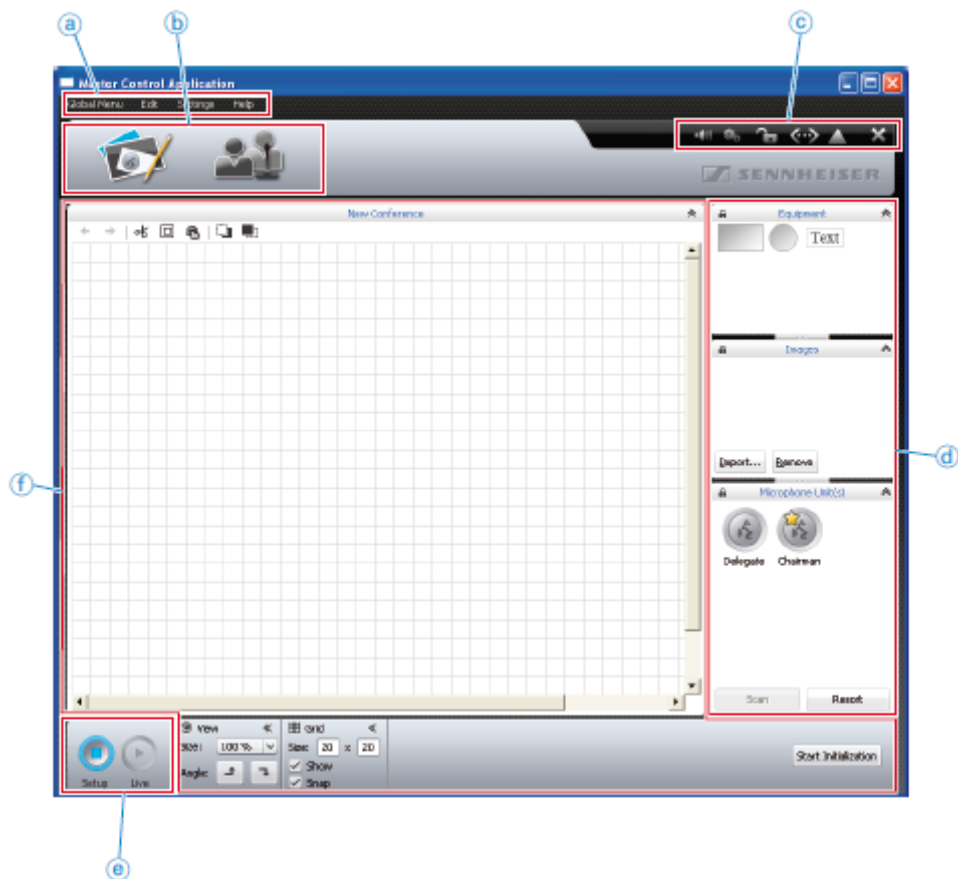 a
b
c
Master Control Application
Global Menu Edit Settings Help
SENNHEISER
New Conference
Equipment
Text
Images
Import... Remove
d
f
Microphone Unit(s)
Delegate Chairman
Scan Reset
View
Grid
Size: 100 % Size: 20 x 20
Angle: Show
Snap
Start Initialization
Setup Live
e